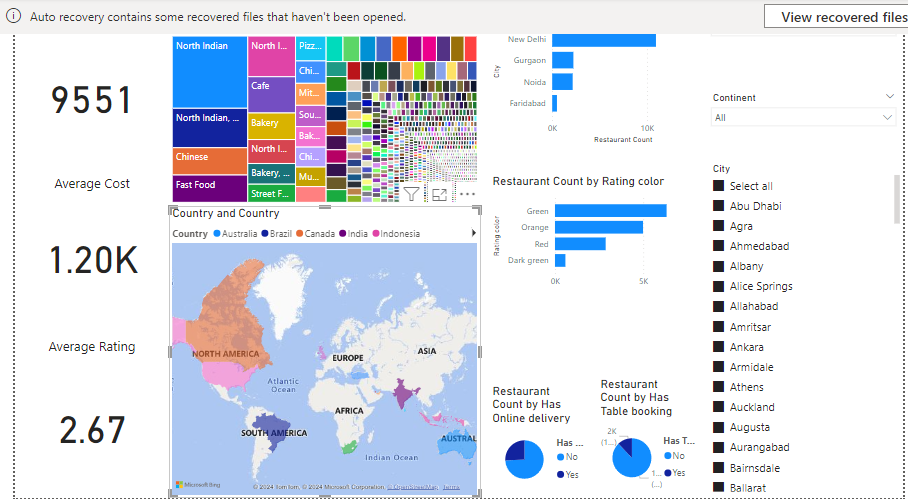 Auto recovery contains some recovered files that haven't been opened.
View recovered files
9551
Average Cost
1.20K
Average Rating
2.67
North Indian
North I...
Pizz...
Cafe
Chi...
Mit...
North Indian, ...
Bakery
Sou...
Bak...
Chinese
North I...
Chi...
Fast Food
Bakery, ...
Mu...
Street F...
Country and Country
Country
Australia
Brazil
Canada
India
Indonesia
NORTH AMERICA
EUROPE
ASIA
Atlantic
Ocean
AFRICA
SOUTH AMERICA
AUSTRAL
Indian Ocean
Microsoft Bing
© 2024 TomTom, © 2024 Microsoft Corporation, © OpenStreetMap, Terms
City
New Delhi
Gurgaon
Noida
Faridabad
0K
10K
Restaurant Count
Restaurant Count by Rating color
Rating color
Green
Orange
Red
Dark green
0K
5K
Restaurant
Count by Has
Online delivery
Has ...
No
Yes
Restaurant
Count by Has
Table booking
2K
(1...)
1...
(...)
Has T...
No
Yes
Continent
All
City
Select all
Abu Dhabi
Agra
Ahmedabad
Albany
Alice Springs
Allahabad
Amritsar
Ankara
Armidale
Athens
Auckland
Augusta
Aurangabad
Bairnsdale
Ballarat